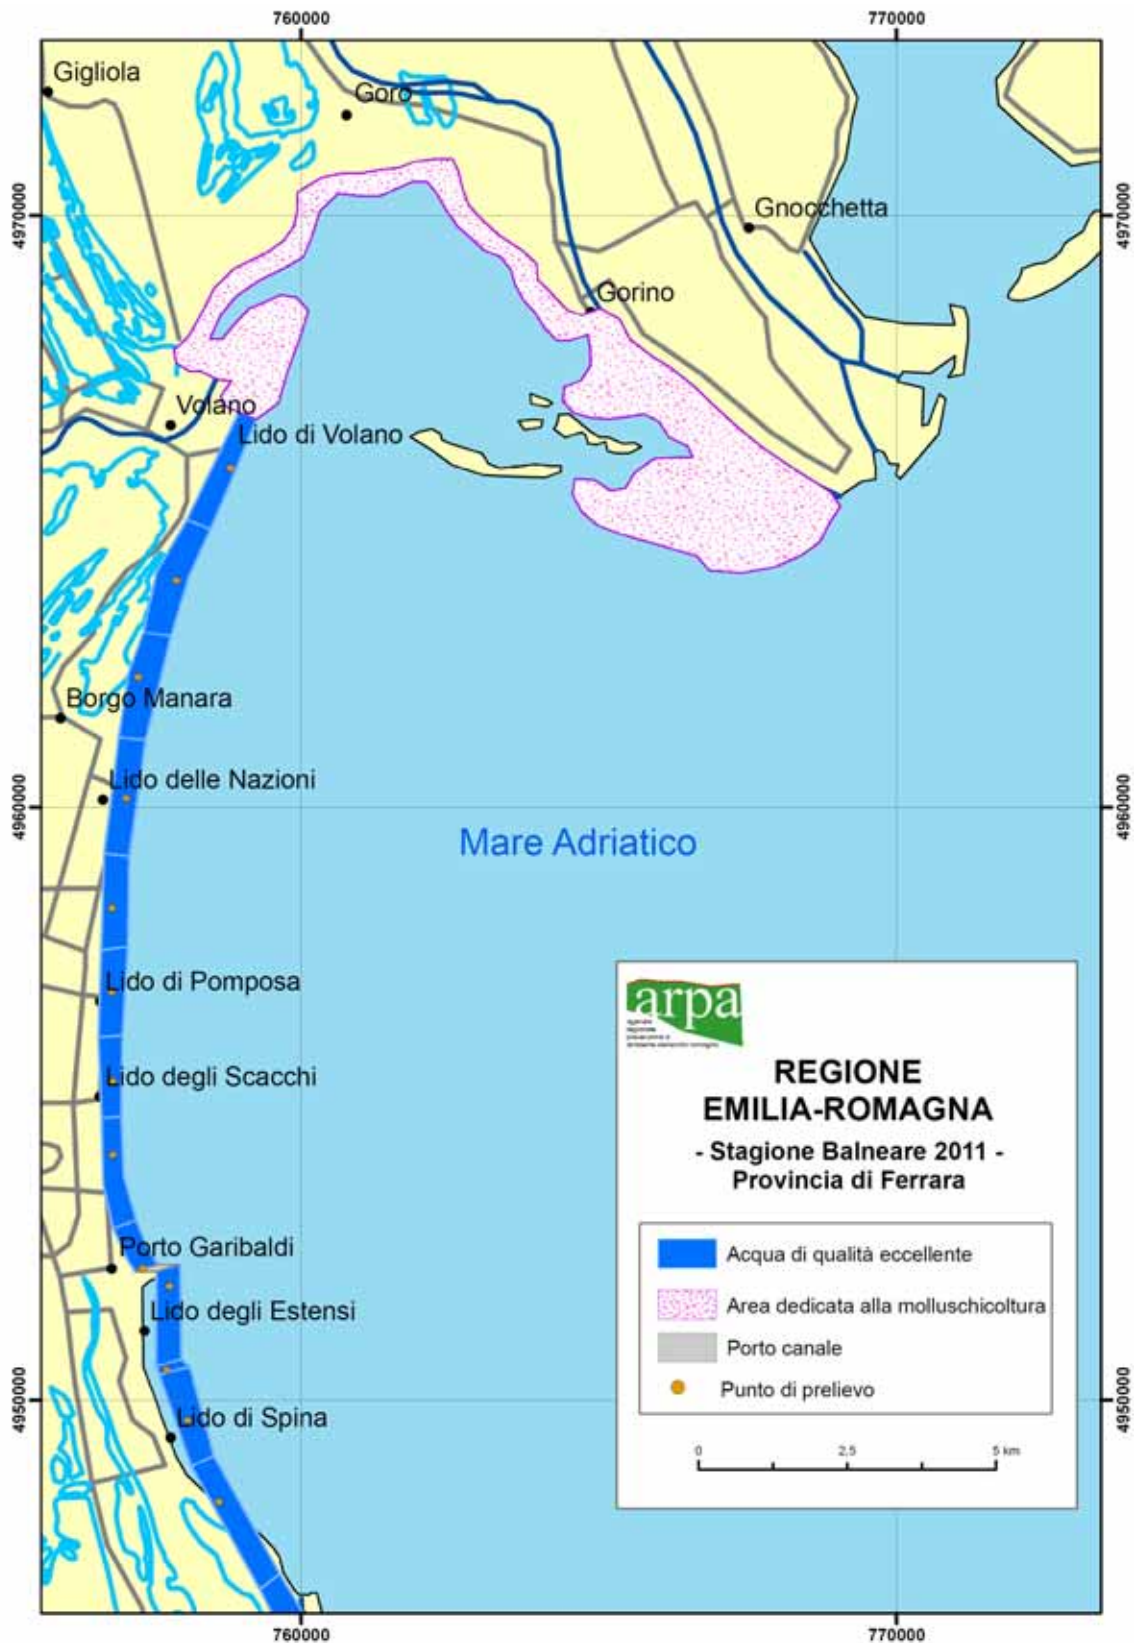 760000
770000
Gigliola
Goro
4970000
4970000
Gnocchetta
Gorino
Volano
Lido di Volano
Borgo Manara
Lido delle Nazioni
4960000
4960000
Mare Adriatico
Lido di Pomposa
Lido degli Scacchi
Porto Garibaldi
Lido degli Estensi
Lido di Spina
4950000
4950000
arpa
REGIONE
EMILIA-ROMAGNA
- Stagione Balneare 2011 -
Provincia di Ferrara
Acqua di qualità eccellente
Area dedicata alla molluschicoltura
Porto canale
Punto di prelievo
0 2,5 5 km
760000
770000